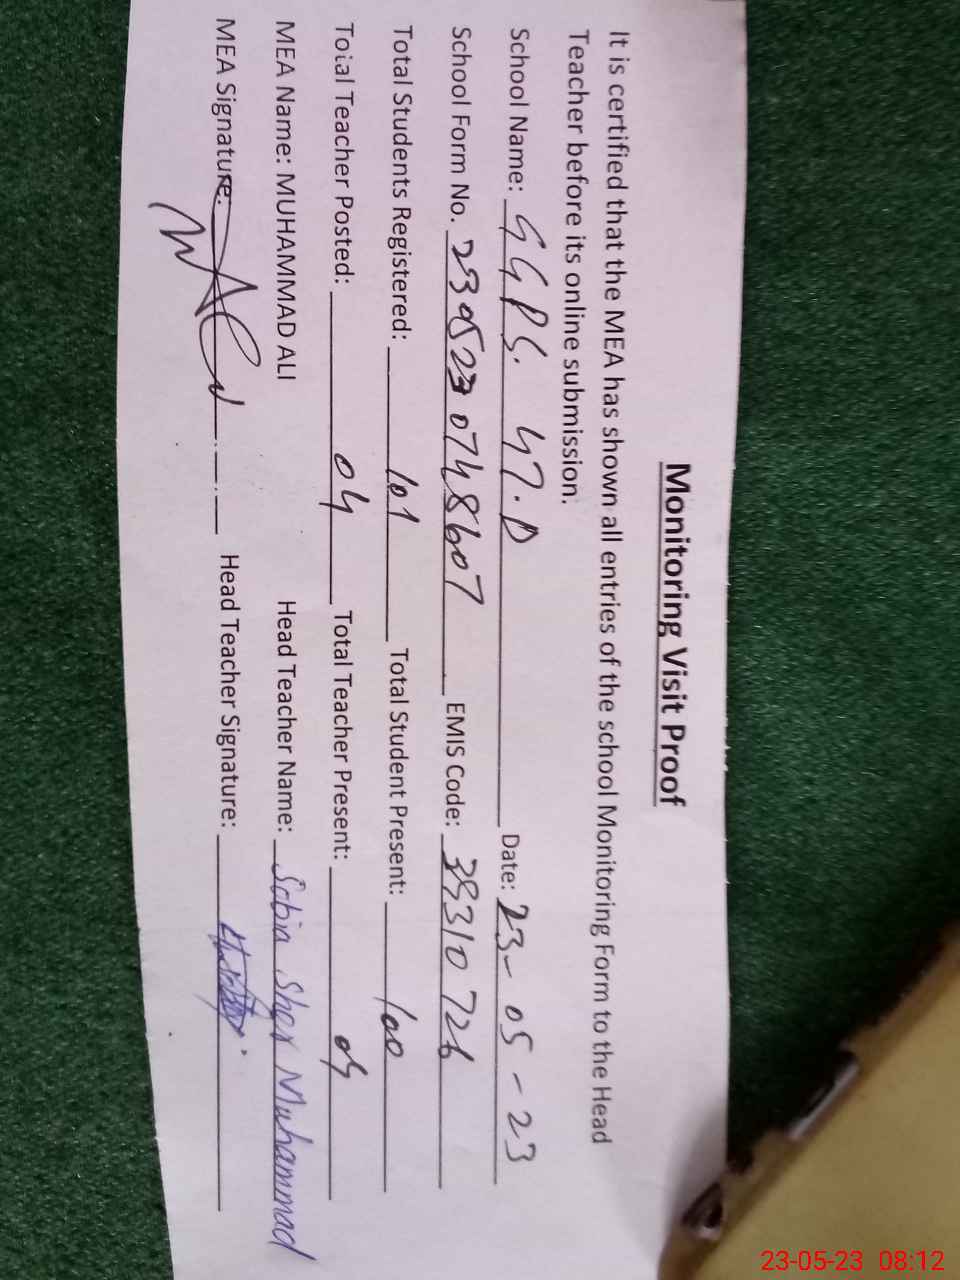 Monitoring Visit Proof
It is certified that the MEA has shown all entries of the school Monitoring Form to the Head
Teacher before its online submission.
School Name: GGPS. 47.D Date: 23-05-23
School Form No. 2305230748607 EMIS Code: 39310726
Total Students Registered: 101 Total Student Present: 100
Total Teacher Posted: 04 Total Teacher Present: 04
MEA Name: MUHAMMAD ALI Head Teacher Name: Sobia Sher Muhammad
MEA Signature: Head Teacher Signature:
23-05-23 08:12